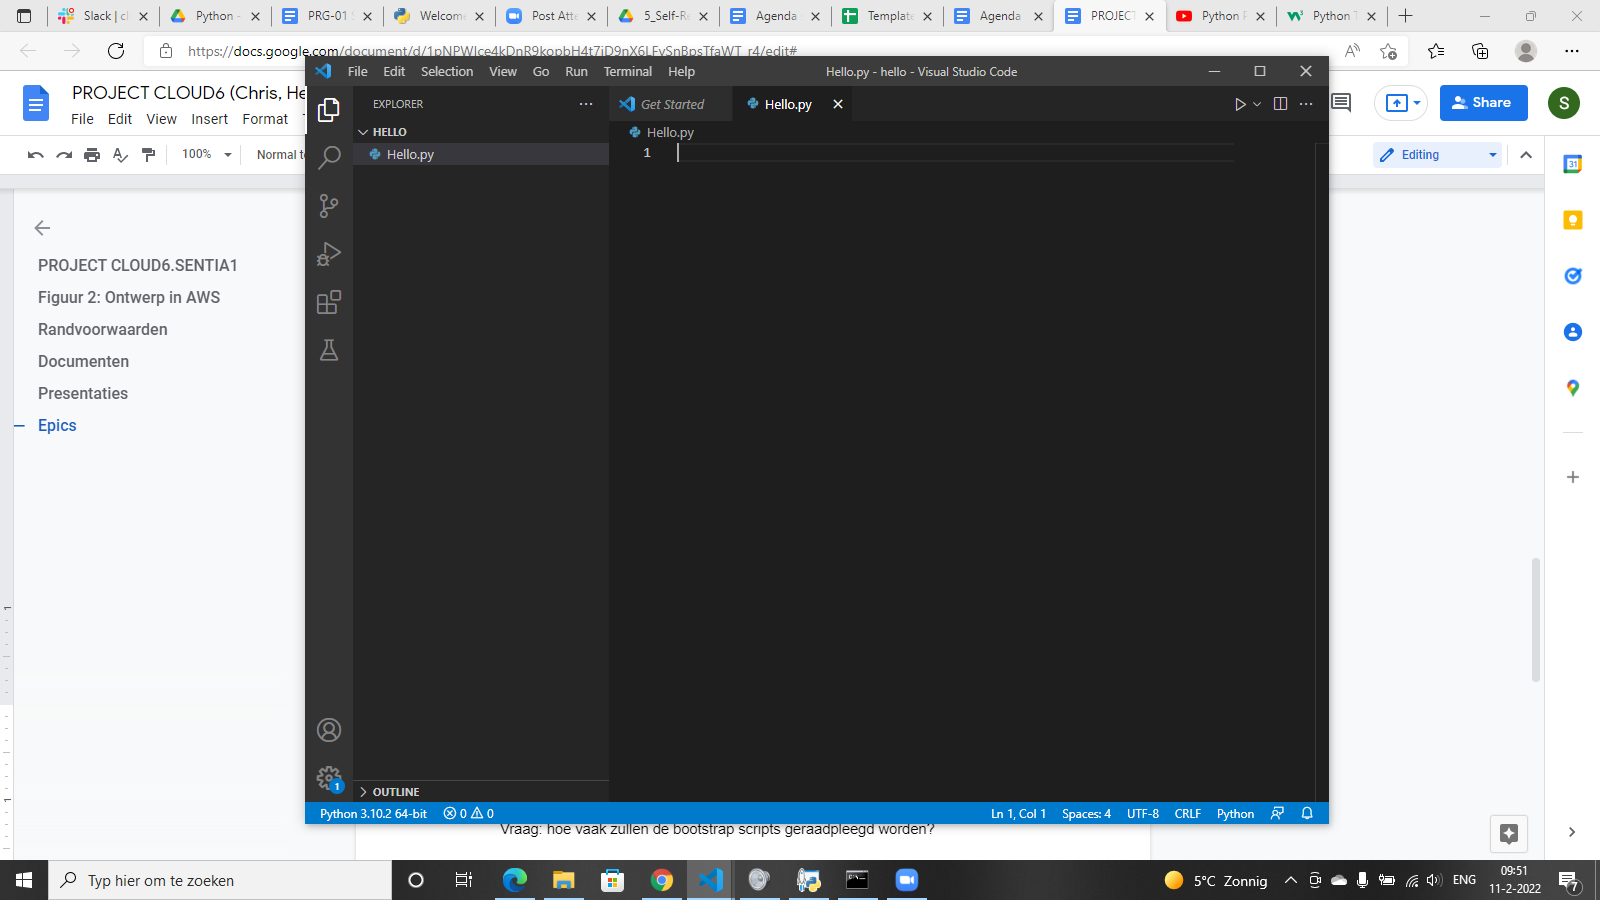 Slack | cl
Python -
PRG-01 S
Welcome
Post Atte
5_Self-Re
Agenda
Template
Agenda
PROJECT
Python F
Python T
https://docs.google.com/document/d/1pNPWIce4kDnR9kopbH4t7jD9nX6LFvSnBpsTfaWT_r4/edit#
PROJECT CLOUD6 (Chris, He
File Edit View Insert Format
Share
S
100% Normal te
Editing
PROJECT CLOUD6.SENTIA1
Figuur 2: Ontwerp in AWS
Randvoorwaarden
Documenten
Presentaties
Epics
File Edit Selection View Go Run Terminal Help
Hello.py - hello - Visual Studio Code
EXPLORER
HELLO
Hello.py
Get Started
Hello.py
Hello.py
1
OUTLINE
1
Python 3.10.2 64-bit 0 0
Ln 1, Col 1 Spaces: 4 UTF-8 CRLF Python
Vraag: hoe vaak zullen de bootstrap scripts geraadpleegd worden?
31
Typ hier om te zoeken
5°C Zonnig
ENG
09:51
11-2-2022
7